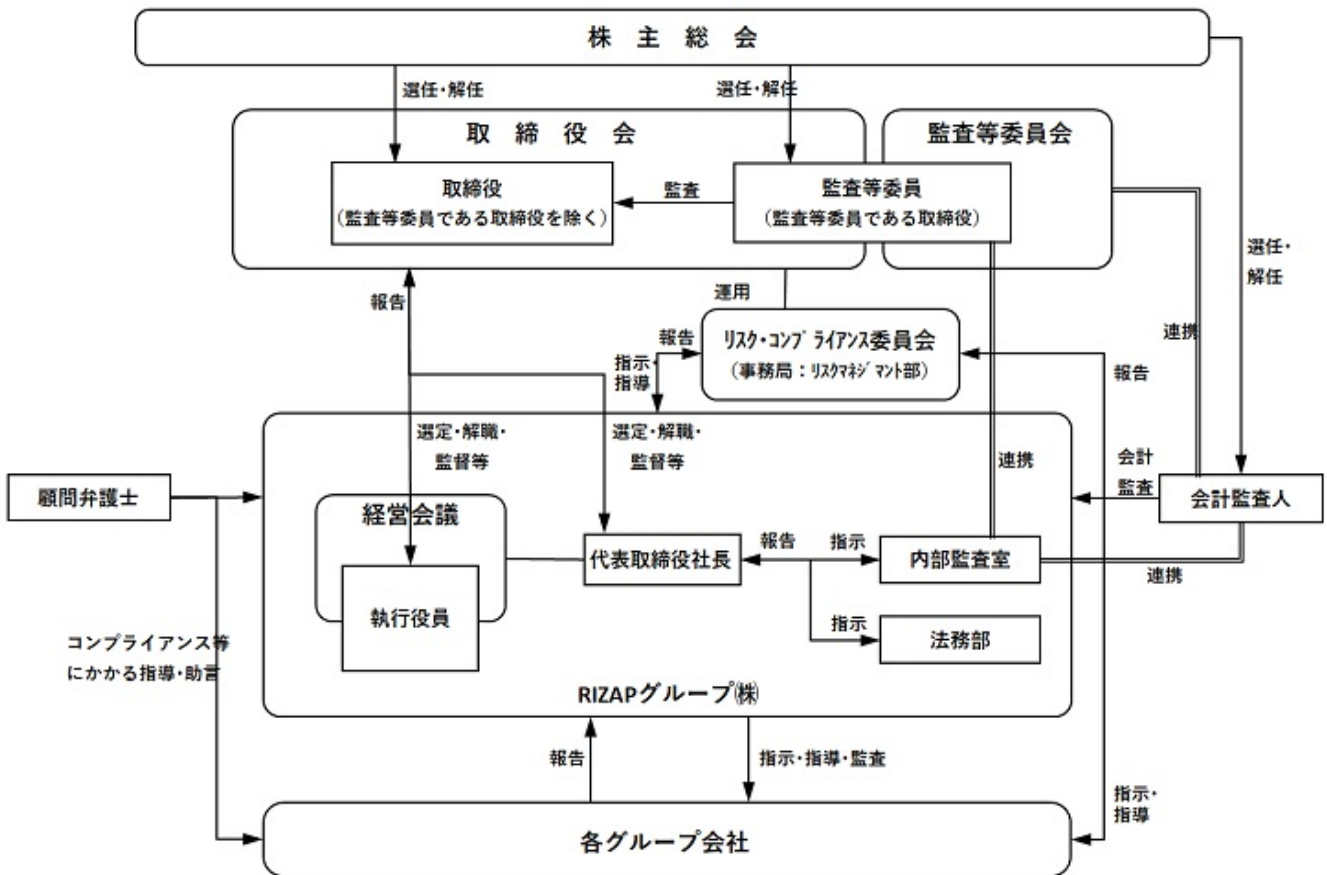 株 主 総 会
選任・解任
選任・解任
取 締 役 会
監査等委員会
取締役
（監査等委員である取締役を除く）
監査
監査等委員
（監査等委員である取締役）
選任・
解任
報告
運用
連携
報告
ﾘｽｸ・ｺﾝﾌﾟﾗｲｱﾝｽ委員会
（事務局：ﾘｽｸﾏﾈｼﾞﾏﾝﾄ部）
指示・
指導
報告
選定・解職・
監督等
選定・解職・
監督等
連携
会計
監査
顧問弁護士
会計監査人
経営会議
代表取締役社長
報告
指示
内部監査室
連携
執行役員
指示
法務部
コンプライアンス等
にかかる指導・助言
RIZAPグループ㈱
報告
指示・指導・監査
指示・
指導
各グループ会社